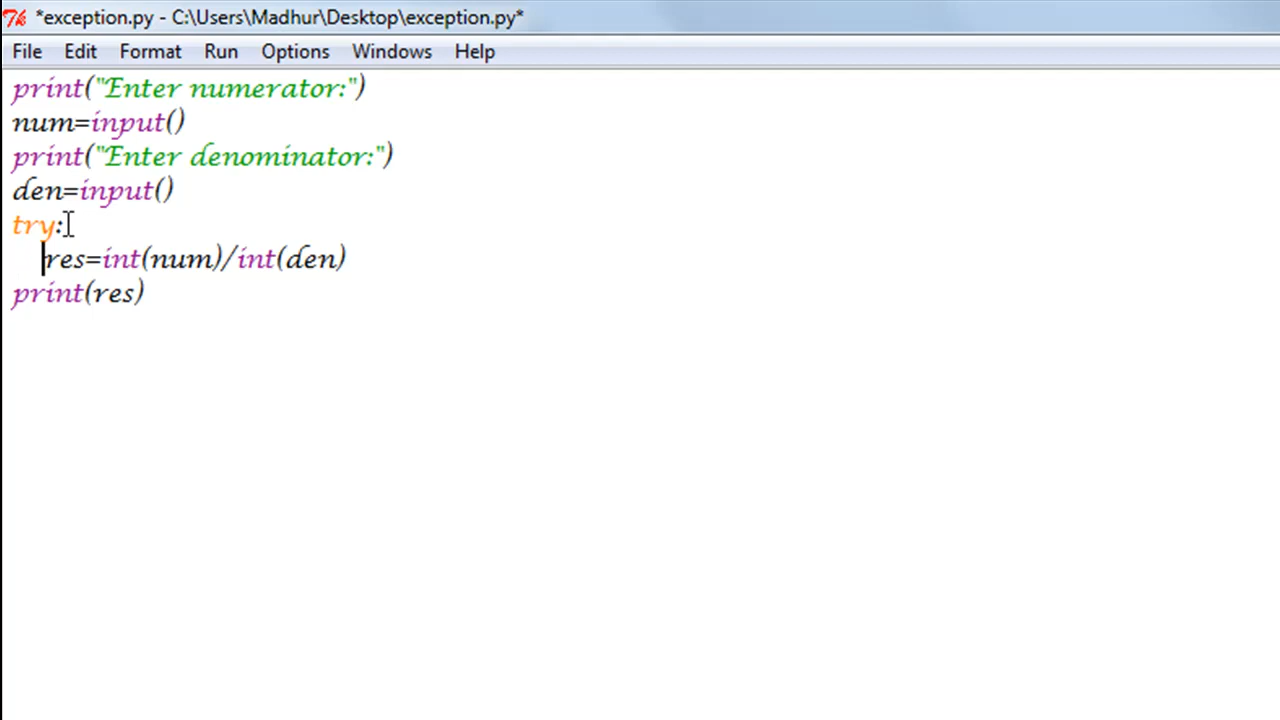 *exception.py - C:\Users\Madhur\Desktop\exception.py*
File Edit Format Run Options Windows Help
print("Enter numerator:")
num=input()
print("Enter denominator:")
den=input()
try:
    res=int(num)/int(den)
print(res)